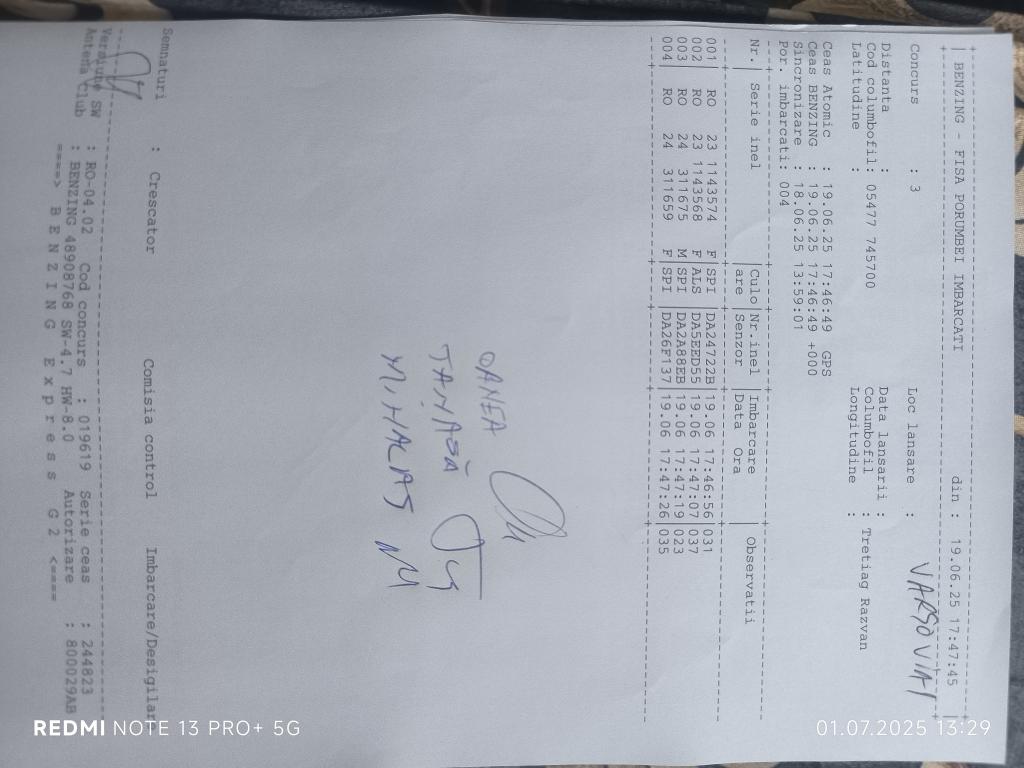 BENZING - FISA PORUMBEI IMBARCATI din : 19.06.25 17:47:45
Concurs : 3 Loc lansare : VARSOVIA 1
Distanta : Data lansarii :
Cod columbofil: 05477 745700 Columbofil : Tretiag Razvan
Latitudine : Longitudine :
Ceas Atomic : 19.06.25 17:46:49 GPS
Ceas BENZING : 19.06.25 17:46:49 +000
Sincronizare : 18.06.25 13:59:01
Por. imbarcati: 004
Nr. | Serie inel |Culo|Nr.inel |Imbarcare | Observatii
| |are |Senzor |Data Ora |
001| RO 23 1143574 F|SPI |DA24722B|19.06 17:46:56|031
002| RO 23 1143568 F|ALS |DA5EED55|19.06 17:47:07|037
003| RO 24 311675 M|SPI |DA2A88EB|19.06 17:47:19|023
004| RO 24 311659 F|SPI |DA26F137|19.06 17:47:26|035
OANEA
TĂNASĂ
Semnaturi : Crescator Comisia control Imbarcare/Desigilar
Versiune SW : RO-04.02 Cod concurs : 019619 Serie ceas : 244823
Antena Club : BENZING 48908768 SW-4.7 HW-8.0 Autorizare : 800029AB
====> B E N Z I N G E x p r e s s G 2 <====
REDMI NOTE 13 PRO+ 5G
01.07.2025 13:29